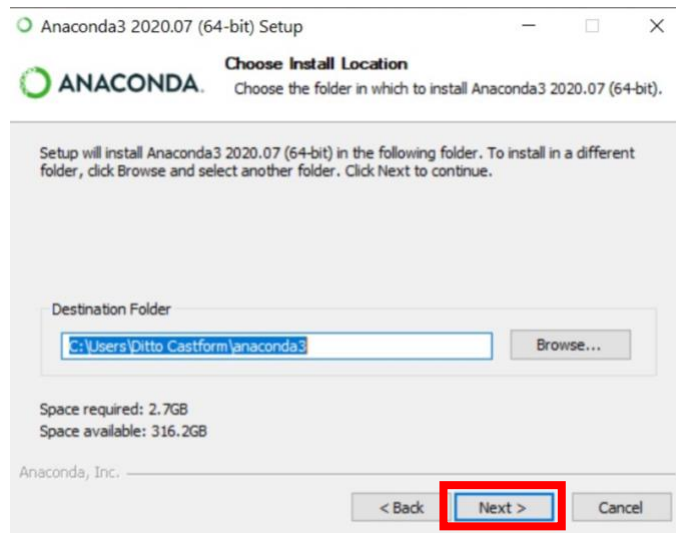 Anaconda3 2020.07 (64-bit) Setup
ANACONDA.
Choose Install Location
Choose the folder in which to install Anaconda3 2020.07 (64-bit).
Setup will install Anaconda3 2020.07 (64-bit) in the following folder. To install in a different
folder, click Browse and select another folder. Click Next to continue.
Destination Folder
C:\Users\Ditto Castform\anaconda3
Browse...
Space required: 2.7GB
Space available: 316.2GB
Anaconda, Inc.
< Back
Next >
Cancel